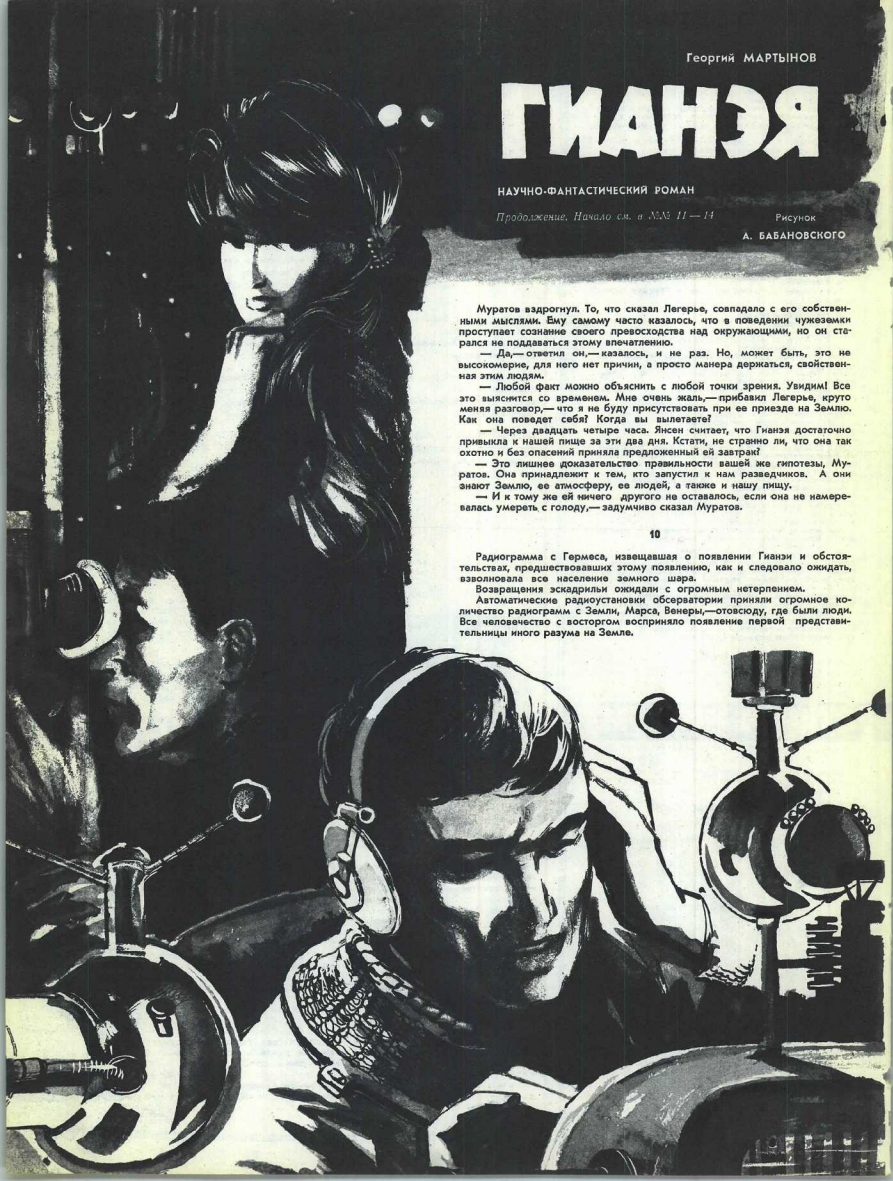 Георгий МАРТЫНОВ
ГИАНЭЯ
НАУЧНО-ФАНТАСТИЧЕСКИЙ РОМАН
Продолжение. Начало см. в №№ 11—14
Рисунок
А. БАБАНОВСКОГО
Муратов вздрогнул. То, что сказал Легерье, совпадало с его собствен-
ными мыслями. Ему самому часто казалось, что в поведении чужеземки
проступает сознание своего превосходства над окружающими, но он ста-
рался не поддаваться этому впечатлению.
— Да,— ответил он,— казалось, и не раз. Но, может быть, это не
высокомерие, для него нет причин, а просто манера держаться, свойствен-
ная этим людям.
— Любой факт можно объяснить с любой точки зрения. Увидим! Все
это выяснится со временем. Мне очень жаль,— прибавил Легерье, круто
меняя разговор,— что я не буду присутствовать при ее приезде на Землю.
Как она поведет себя? Когда вы вылетаете?
— Через двадцать четыре часа. Янсен считает, что Гианэя достаточно
привыкла к нашей пище за эти два дня. Кстати, не странно ли, что она так
охотно и без опасений приняла предложенный ей завтрак?
— Это лишнее доказательство правильности вашей же гипотезы, Му-
ратов. Она принадлежит к тем, кто запустил к нам разведчиков. А они
знают Землю, ее атмосферу, ее людей, а также и нашу пищу.
— И к тому же ей ничего другого не оставалось, если она не намере-
валась умереть с голоду,— задумчиво сказал Муратов.
10
Радиограмма с Гермеса, извещавшая о появлении Гианэи и обстоя-
тельствах, предшествовавших этому появлению, как и следовало ожидать,
взволновала все население земного шара.
Возвращения эскадрильи ожидали с огромным нетерпением.
Автоматические радиоустановки обсерватории приняли огромное ко-
личество радиограмм с Земли, Марса, Венеры,—отовсюду, где были люди.
Все человечество с восторгом восприняло появление первой представи-
тельницы иного разума на Земле.